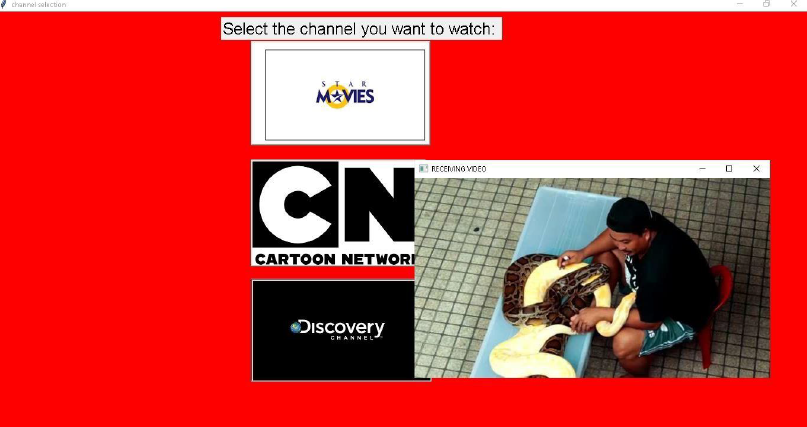 channel selection
Select the channel you want to watch:
STAR
MOVIES
CN
CARTOON NETWOR
RECEIVING VIDEO
Discovery
CHANNEL